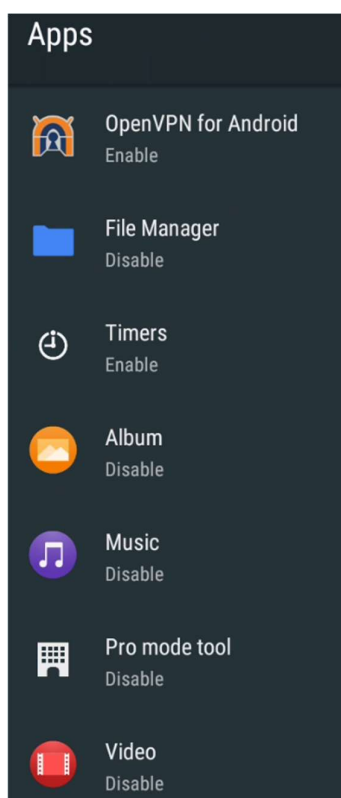 Apps
OpenVPN for Android
Enable
File Manager
Disable
Timers
Enable
Album
Disable
Music
Disable
Pro mode tool
Disable
Video
Disable